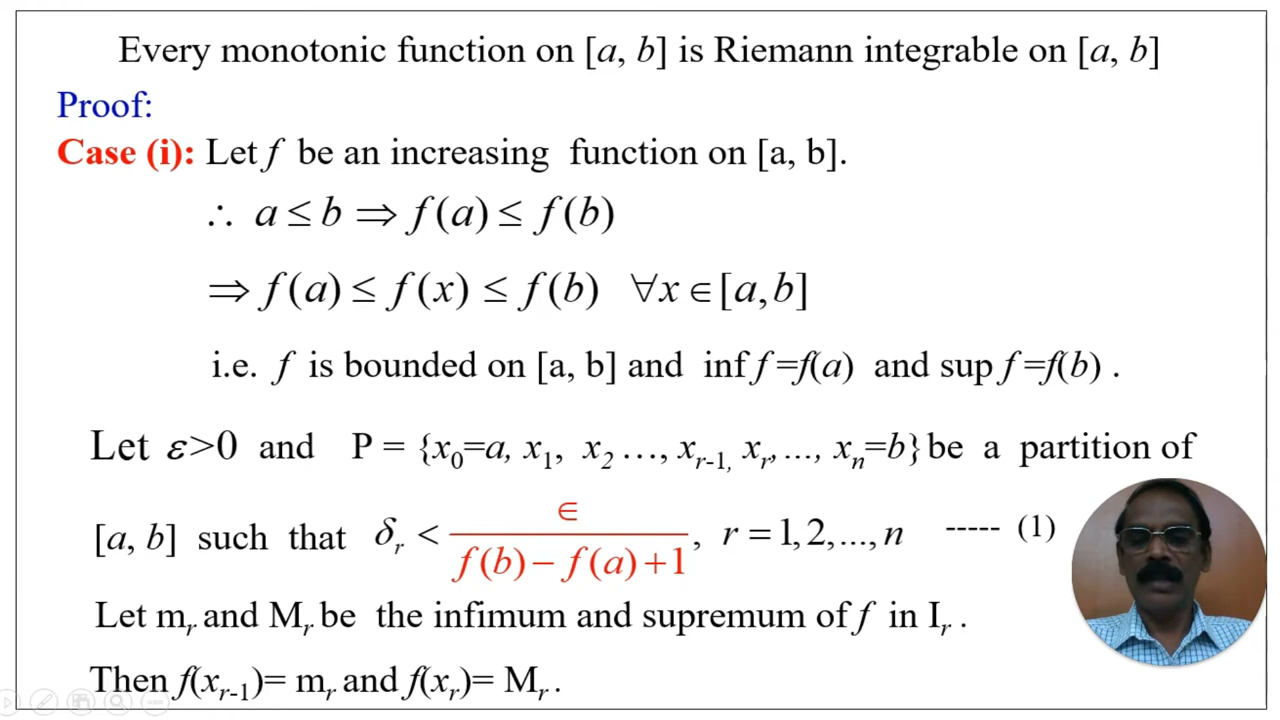 Every monotonic function on [a, b] is Riemann integrable on [a, b]
Proof:
Case (i): Let f be an increasing function on [a, b].
∴ a ≤ b ⇒ f(a) ≤ f(b)
⇒ f(a) ≤ f(x) ≤ f(b) ∀x ∈ [a, b]
i.e. f is bounded on [a, b] and inf f=f(a) and sup f=f(b) .
Let ε>0 and P = {x₀=a, x₁, x₂ …, xᵣ₋₁, xᵣ, …, xₙ=b} be a partition of
[a, b] such that δᵣ < ∈ / (f(b) − f(a) + 1), r = 1, 2, ..., n ----- (1)
Let mᵣ and Mᵣ be the infimum and supremum of f in Iᵣ .
Then f(xᵣ₋₁)= mᵣ and f(xᵣ)= Mᵣ .